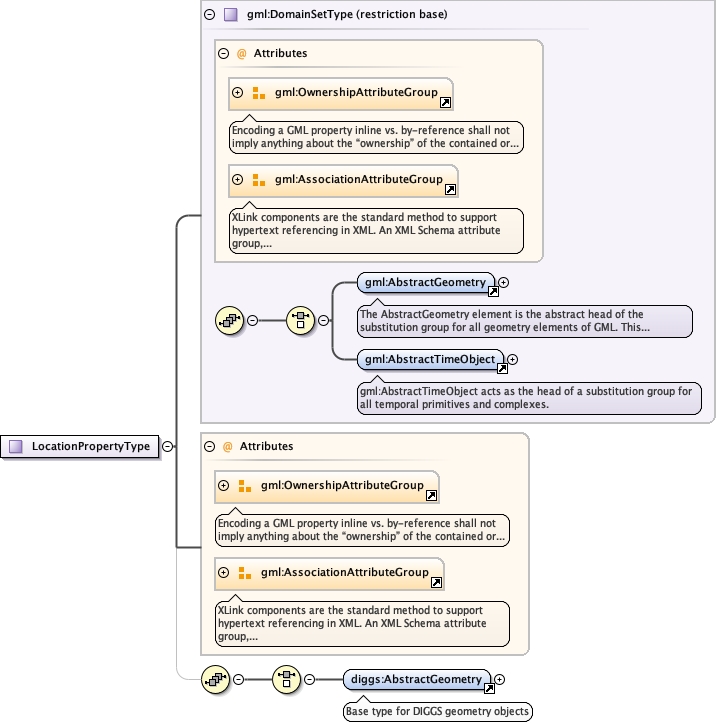 gml:DomainSetType (restriction base)
@ Attributes
gml:OwnershipAttributeGroup
Encoding a GML property inline vs. by-reference shall not
imply anything about the “ownership” of the contained or...
gml:AssociationAttributeGroup
XLink components are the standard method to support
hypertext referencing in XML. An XML Schema attribute
group,...
gml:AbstractGeometry
The AbstractGeometry element is the abstract head of the
substitution group for all geometry elements of GML. This...
gml:AbstractTimeObject
gml:AbstractTimeObject acts as the head of a substitution group for
all temporal primitives and complexes.
LocationPropertyType
@ Attributes
gml:OwnershipAttributeGroup
Encoding a GML property inline vs. by-reference shall not
imply anything about the “ownership” of the contained or...
gml:AssociationAttributeGroup
XLink components are the standard method to support
hypertext referencing in XML. An XML Schema attribute
group,...
diggs:AbstractGeometry
Base type for DIGGS geometry objects